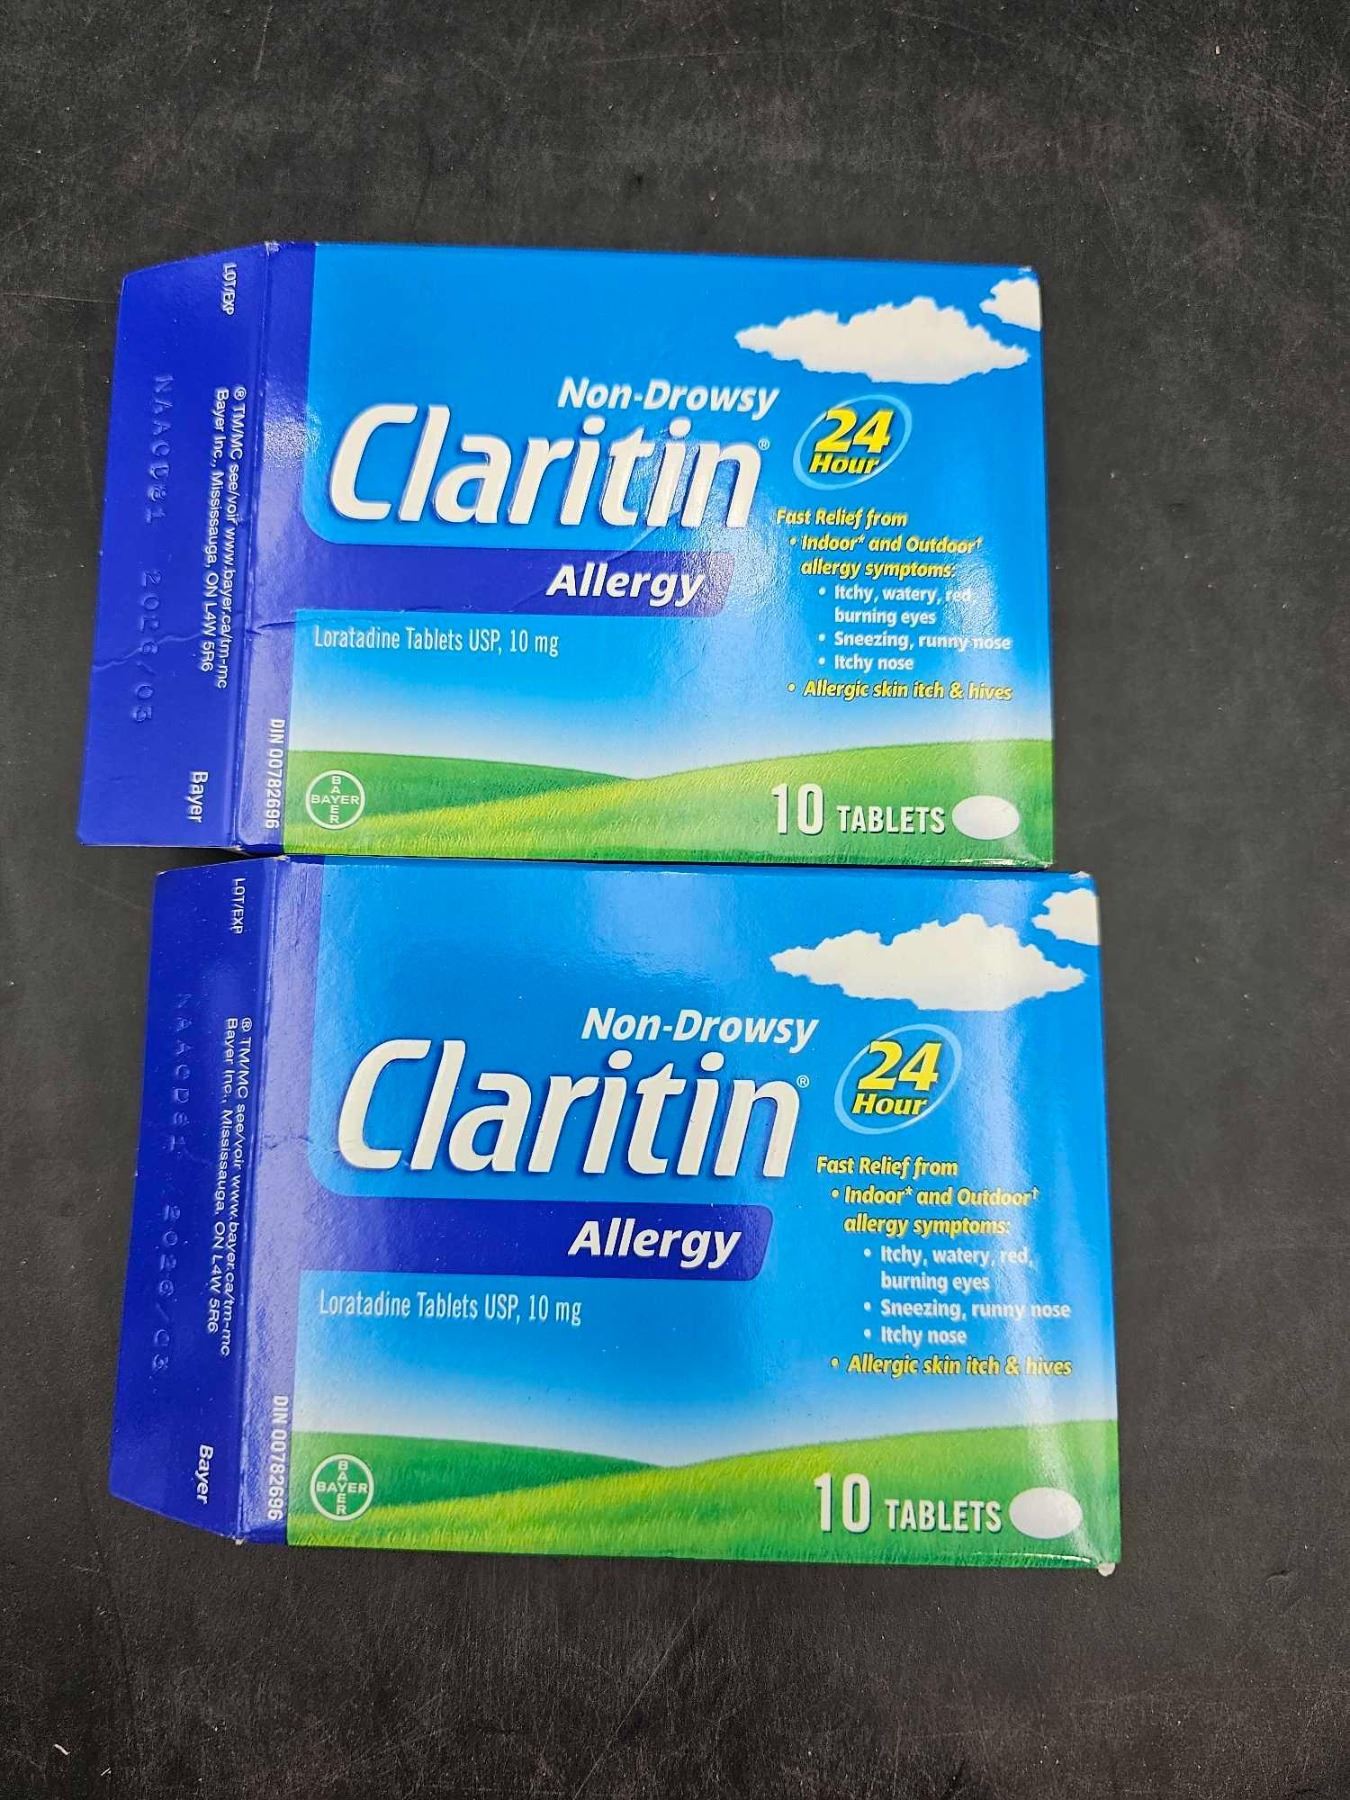 LOT/EXP
® TM/MC see/voir www.bayer.ca/tm-mc
Bayer Inc., Mississauga, ON L4W 5R6
Bayer
DIN 00782696
Non-Drowsy
Claritin®
Allergy
Loratadine Tablets USP, 10 mg
24
Hour
Fast Relief from
• Indoor* and Outdoor†
allergy symptoms:
• Itchy, watery, red,
burning eyes
• Sneezing, runny nose
• Itchy nose
• Allergic skin itch & hives
BAYER
BAYER
10 TABLETS
LOT/EXP
® TM/MC see/voir www.bayer.ca/tm-mc
Bayer Inc., Mississauga, ON L4W 5R6
Bayer
DIN 00782696
Non-Drowsy
Claritin®
Allergy
Loratadine Tablets USP, 10 mg
24
Hour
Fast Relief from
• Indoor* and Outdoor†
allergy symptoms:
• Itchy, watery, red,
burning eyes
• Sneezing, runny nose
• Itchy nose
• Allergic skin itch & hives
BAYER
BAYER
10 TABLETS